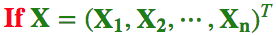 If X = (X₁, X₂, ⋯, Xₙ)ᵀ